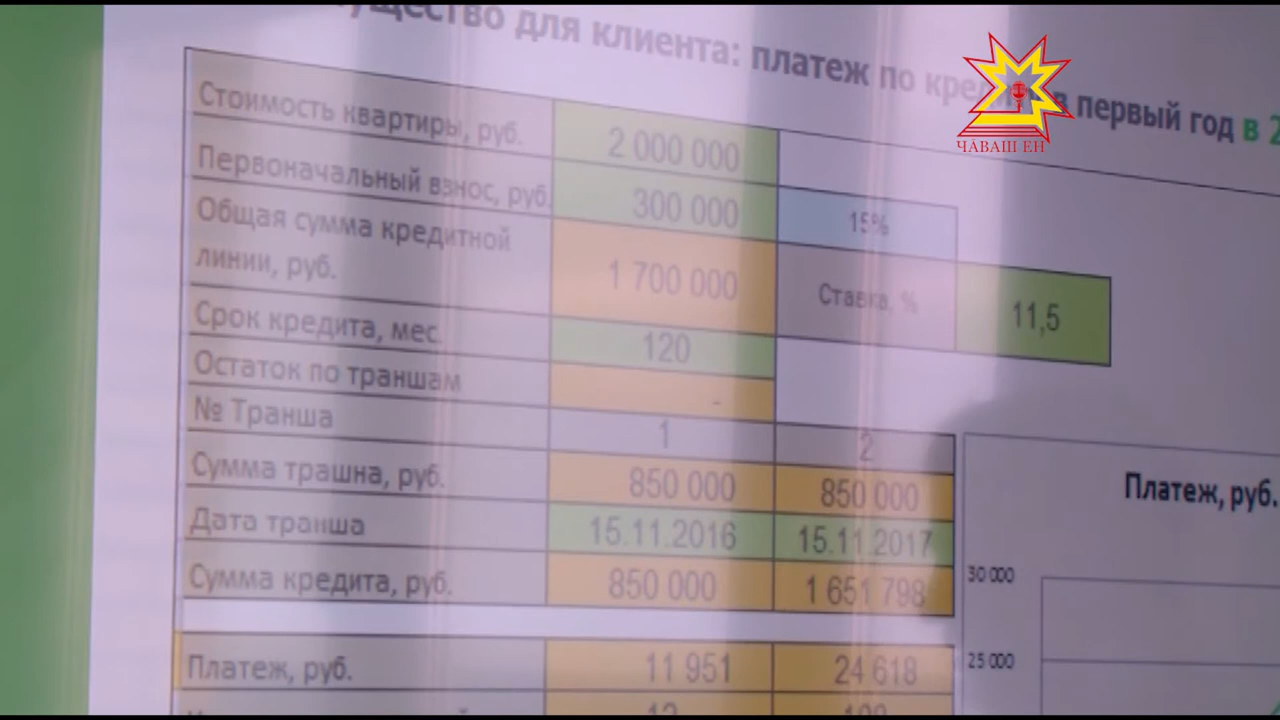 для клиента: платеж по кредиту в первый год в 2
ЧӐВАШ ЕН
Стоимость квартиры, руб. 2 000 000
Первоначальный взнос, руб. 300 000 15%
Общая сумма кредитной
линии, руб. 1 700 000 Ставка, % 11,5
Срок кредита, мес. 120
Остаток по траншам -
№ Транша 1 2
Сумма трашна, руб. 850 000 850 000
Дата транша 15.11.2016 15.11.2017
Сумма кредита, руб. 850 000 1 651 798
Платеж, руб. 11 951 24 618
12 108
Платеж, руб.
30 000
25 000